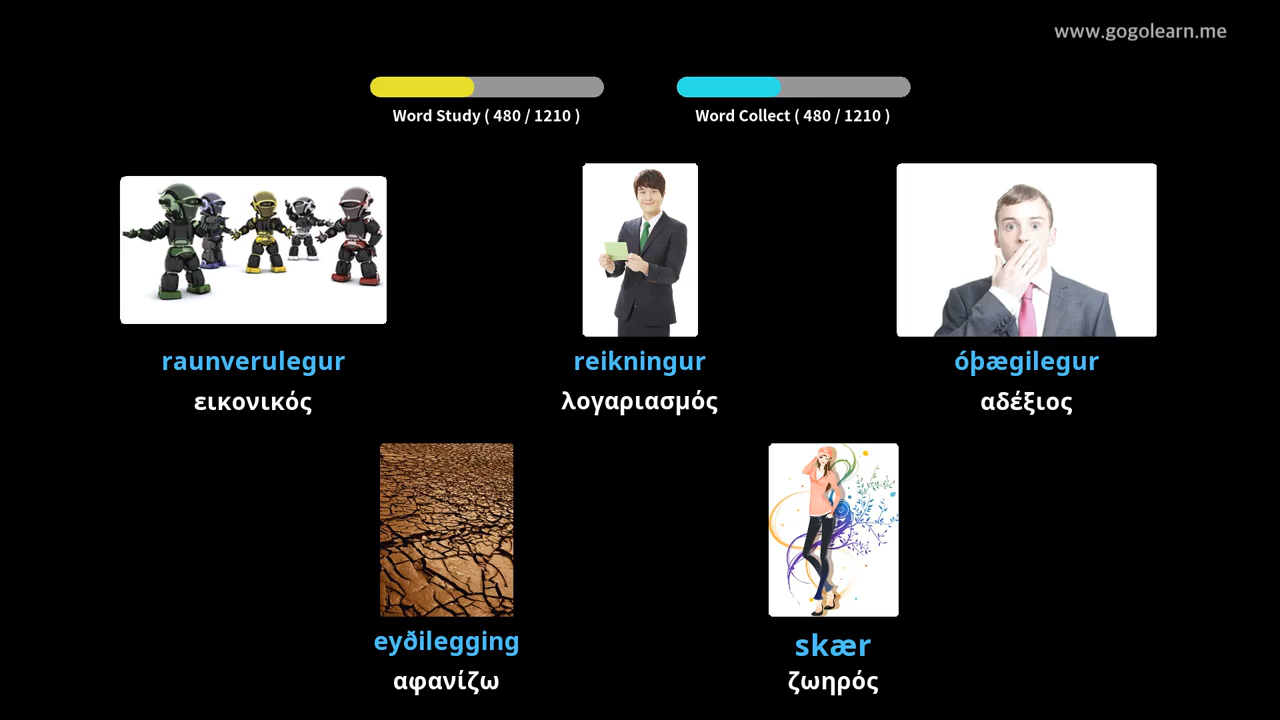 www.gogolearn.me
Word Study ( 480 / 1210 )
Word Collect ( 480 / 1210 )
raunverulegur
εικονικός
reikningur
λογαριασμός
óþægilegur
αδέξιος
eyðilegging
αφανίζω
skær
ζωηρός